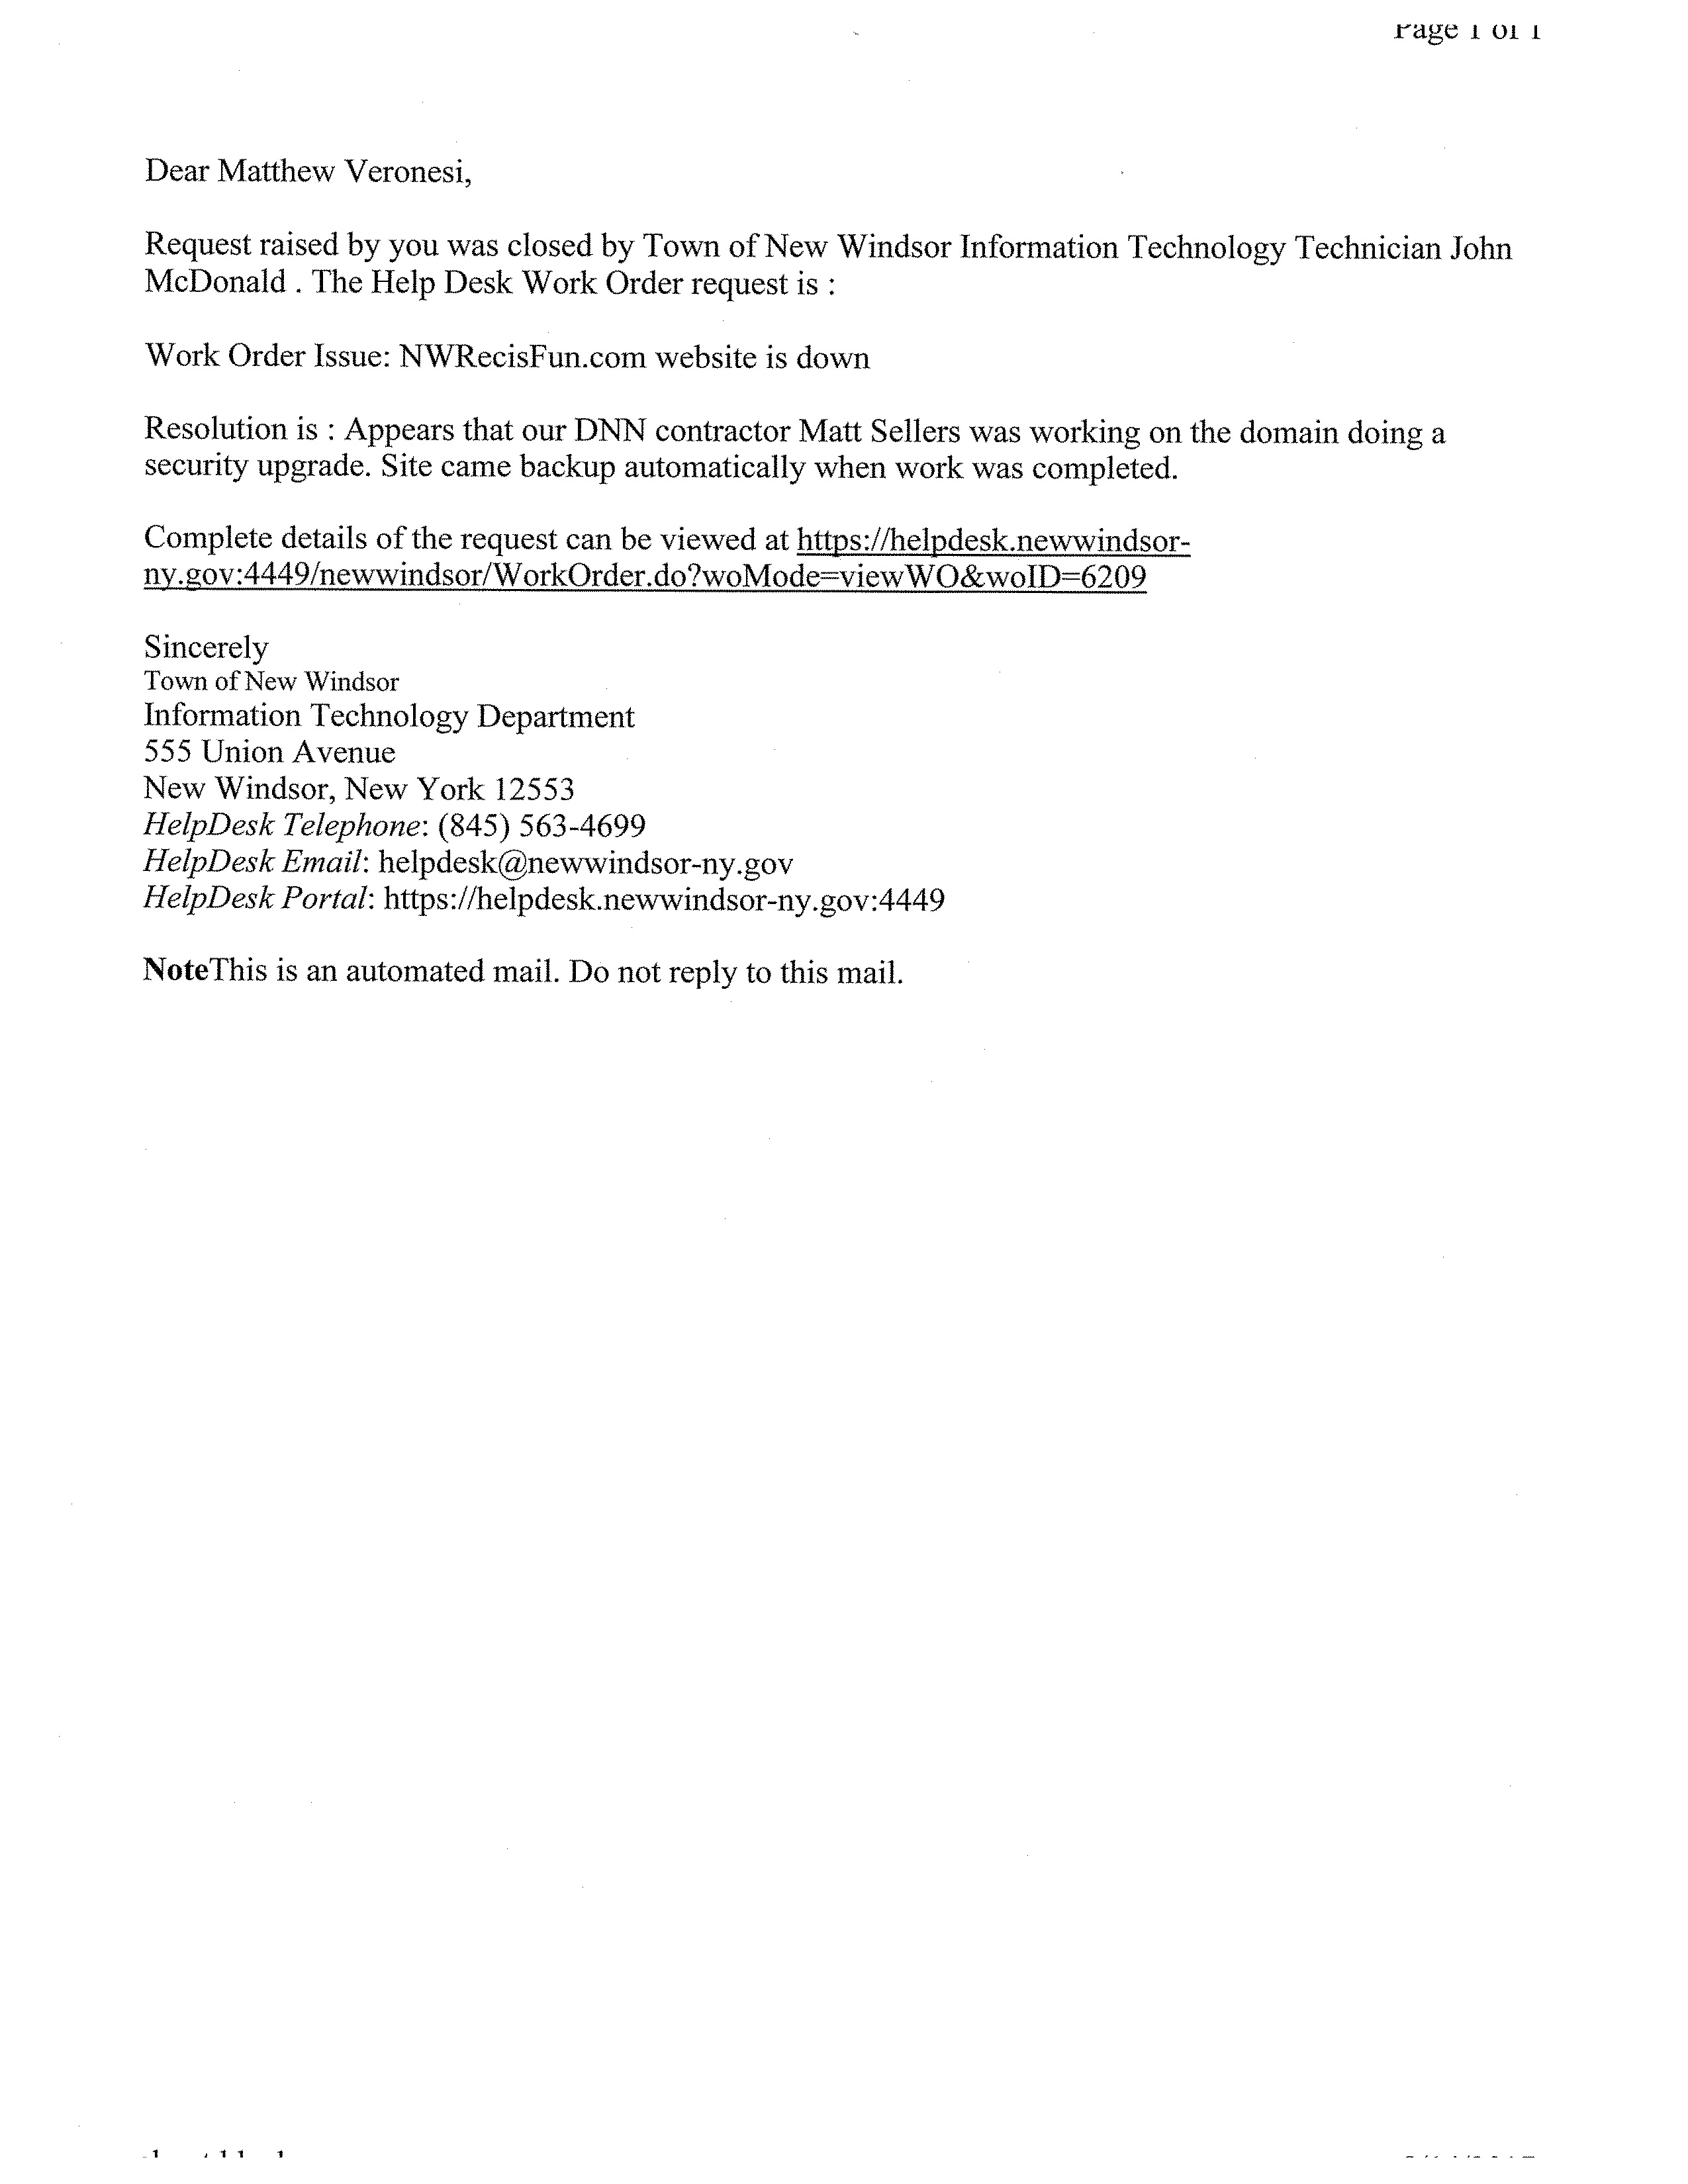 Page 1 of 1
Dear Matthew Veronesi,
Request raised by you was closed by Town of New Windsor Information Technology Technician John
McDonald . The Help Desk Work Order request is :
Work Order Issue: NWRecisFun.com website is down
Resolution is : Appears that our DNN contractor Matt Sellers was working on the domain doing a
security upgrade. Site came backup automatically when work was completed.
Complete details of the request can be viewed at https://helpdesk.newwindsor-
ny.gov:4449/newwindsor/WorkOrder.do?woMode=viewWO&woID=6209
Sincerely
Town of New Windsor
Information Technology Department
555 Union Avenue
New Windsor, New York 12553
HelpDesk Telephone: (845) 563-4699
HelpDesk Email: helpdesk@newwindsor-ny.gov
HelpDesk Portal: https://helpdesk.newwindsor-ny.gov:4449
NoteThis is an automated mail. Do not reply to this mail.